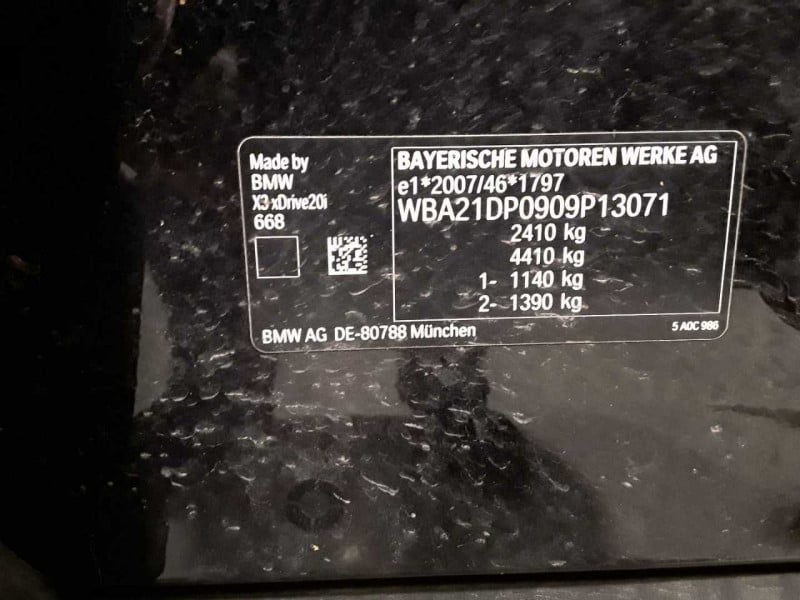 Made by
BMW
X3 xDrive20i
668
BAYERISCHE MOTOREN WERKE AG
e1*2007/46*1797
WBA21DP0909P13071
2410 kg
4410 kg
1- 1140 kg
2- 1390 kg
BMW AG DE-80788 München
5 A0C 986